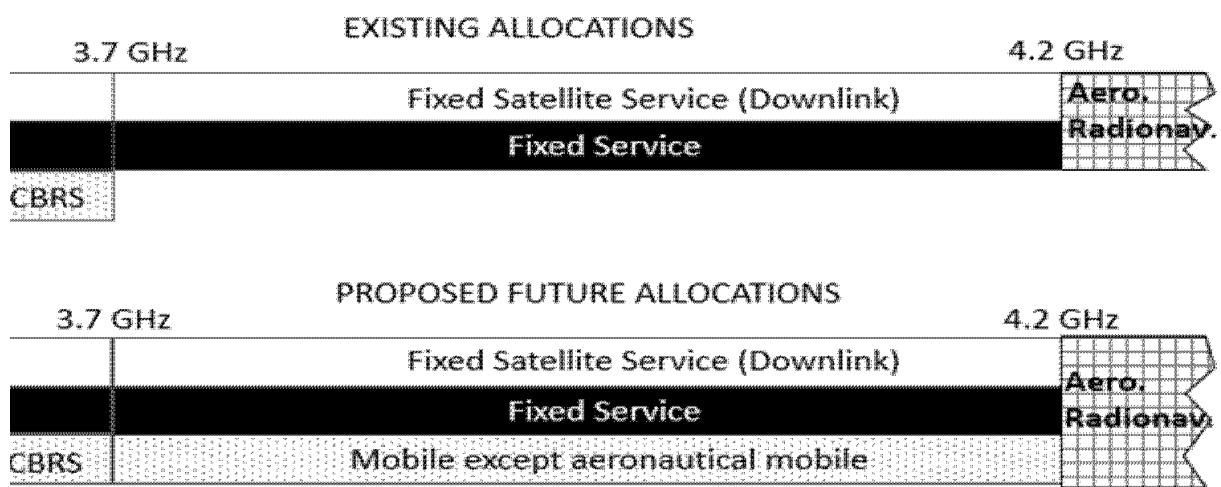 EXISTING ALLOCATIONS
3.7 GHz
4.2 GHz
Fixed Satellite Service (Downlink)
Aero.
Radionav.
Fixed Service
CBRS
PROPOSED FUTURE ALLOCATIONS
3.7 GHz
4.2 GHz
Fixed Satellite Service (Downlink)
Aero.
Radionav.
Fixed Service
CBRS
Mobile except aeronautical mobile